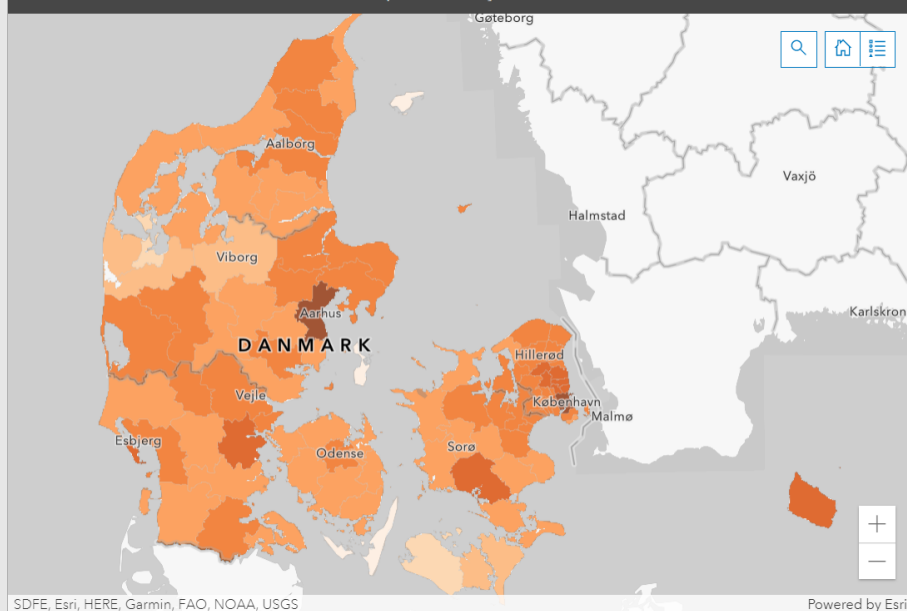 Göteborg
Aalborg
Vaxjö
Halmstad
Viborg
Aarhus
Karlskron
DANMARK
Hillerød
Vejle
København
Malmø
Esbjerg
Sorø
Odense
SDFE, Esri, HERE, Garmin, FAO, NOAA, USGS
Powered by Esri